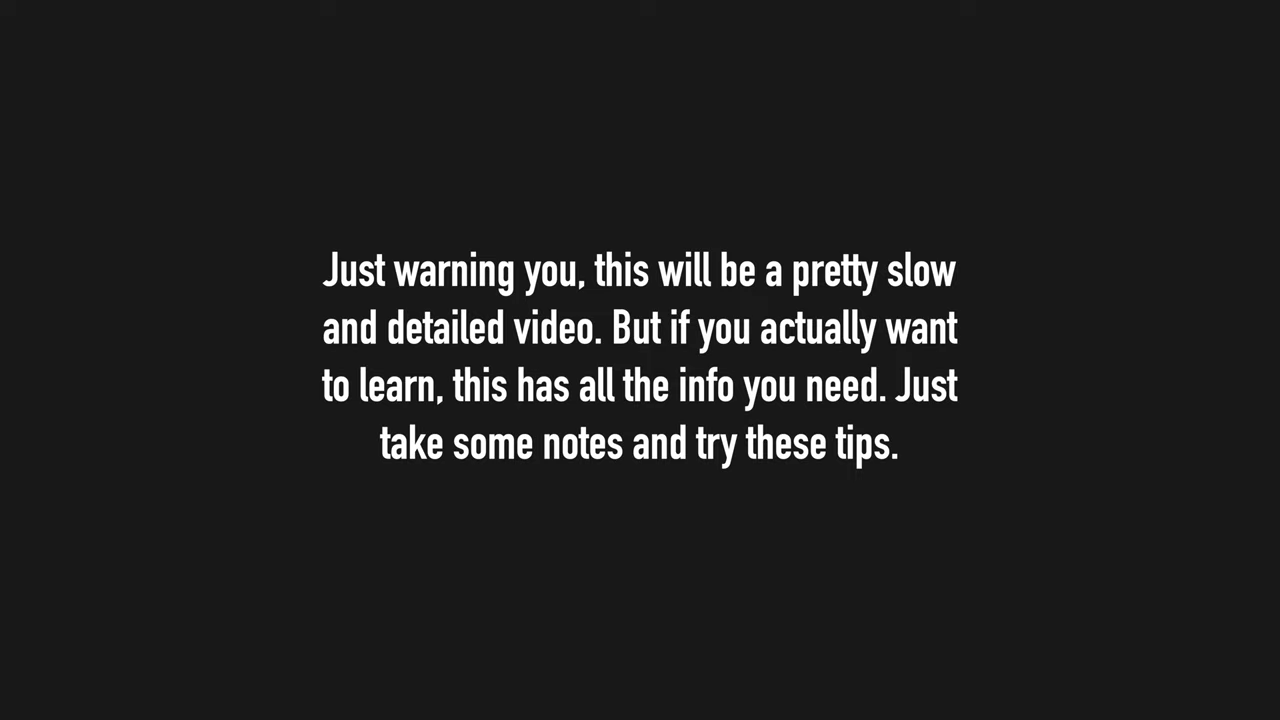 Just warning you, this will be a pretty slow
and detailed video. But if you actually want
to learn, this has all the info you need. Just
take some notes and try these tips.